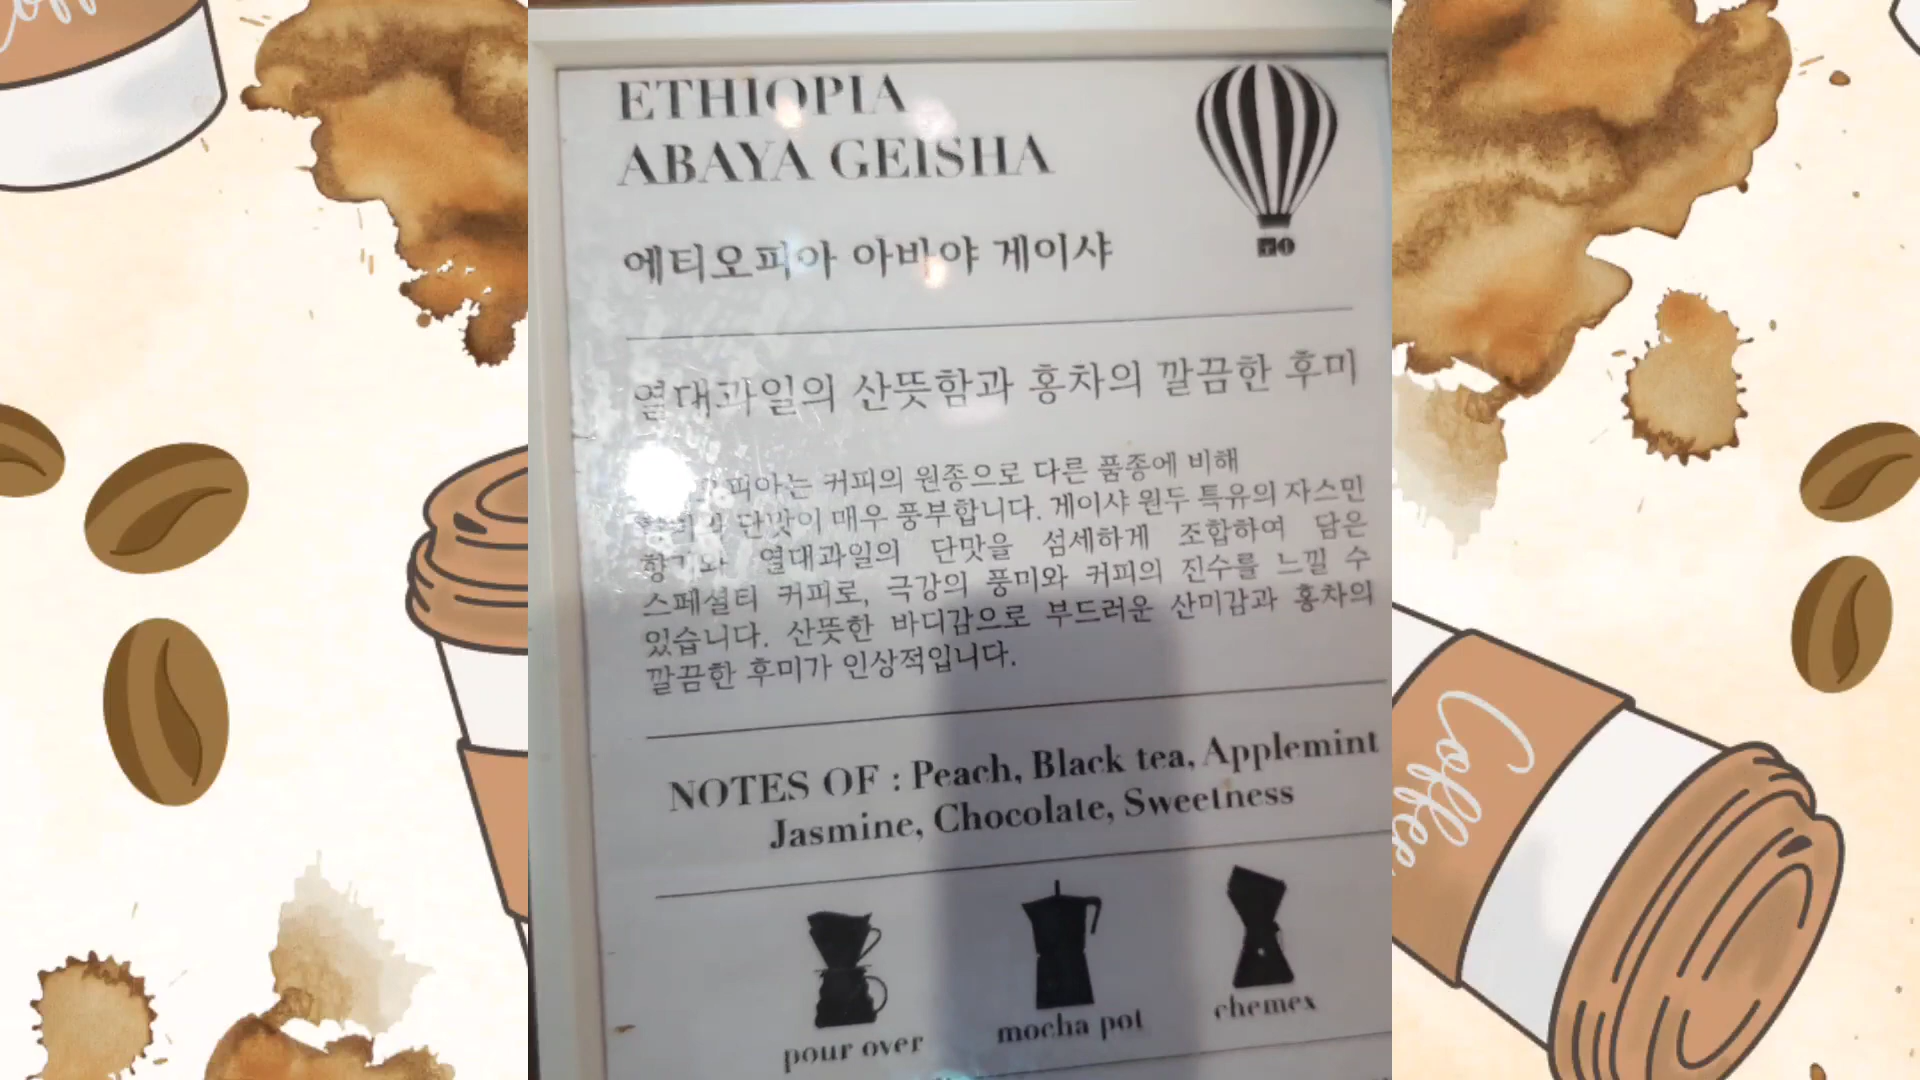 Coffee
ETHIOPIA
ABAYA GEISHA
에티오피아 아바야 게이샤
열대과일의 산뜻함과 홍차의 깔끔한 후미
커피의 원종으로 다른 품종에 비해
단맛이 매우 풍부합니다. 게이샤 원두 특유의 자스민
열대과일의 단맛을 섬세하게 조합하여 담은
스페셜티 커피로, 극강의 풍미와 커피의 진수를 느낄 수
있습니다. 산뜻한 바디감으로 부드러운 산미감과 홍차의
깔끔한 후미가 인상적입니다.
NOTES OF : Peach, Black tea, Applemint
Jasmine, Chocolate, Sweetness
pour over
mocha pot
chemex
Coffee